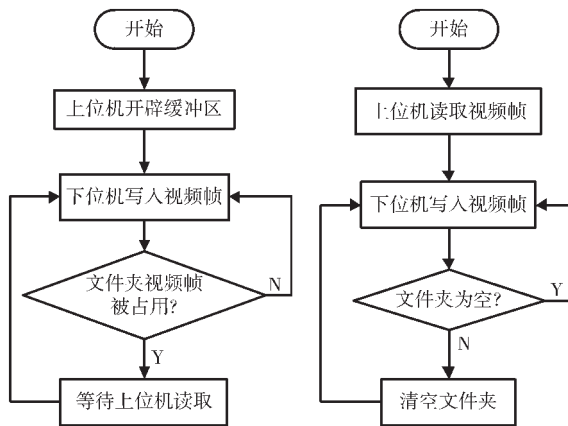 开始
上位机开辟缓冲区
下位机写入视频帧
文件夹视频帧
被占用?
N
Y
等待上位机读取
开始
上位机读取视频帧
下位机写入视频帧
文件夹为空?
Y
N
清空文件夹